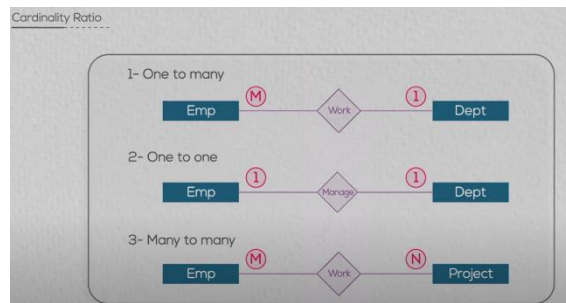 Cardinality Ratio
1- One to many
Emp M Work 1 Dept
2- One to one
Emp 1 Manage 1 Dept
3- Many to many
Emp M Work N Project